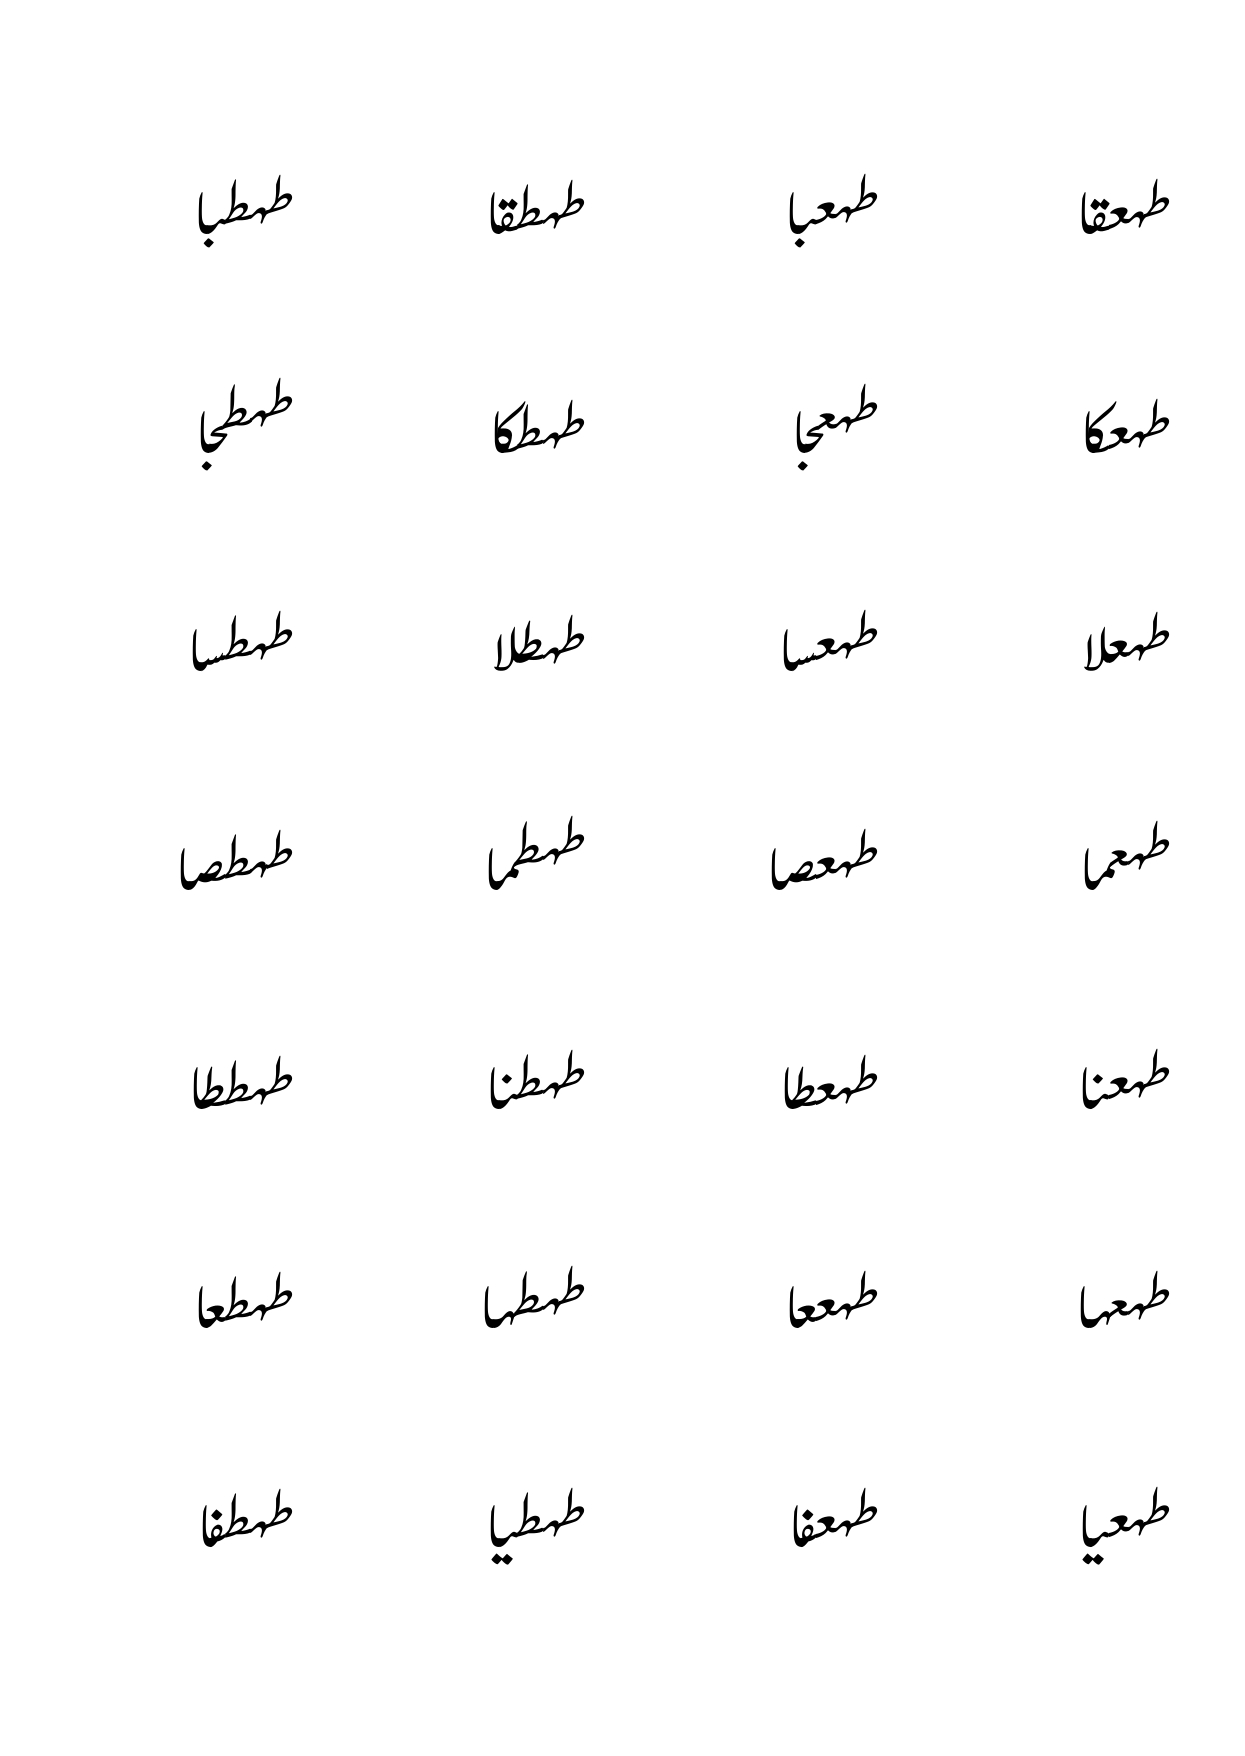 طهعقا طهعبا طهطقا طهطبا
طهعكا طهعجا طهطكا طهطجا
طهعلا طهعسا طهطلا طهطسا
طهعما طهعصا طهطما طهطصا
طهعنا طهعطا طهطنا طهططا
طهعها طهععا طهطها طهطعا
طهعيا طهعفا طهطيا طهطفا